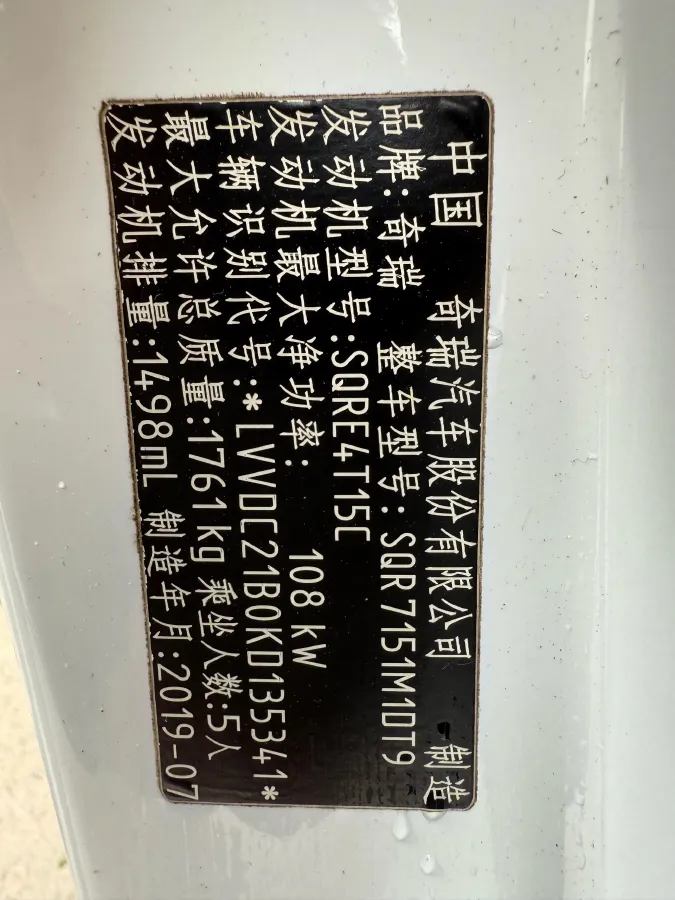 中国 奇瑞汽车股份有限公司 制造
品牌:奇瑞 整车型号:SQR7151M1DT9
发动机型号:SQRE4T15C
发动机最大净功率: 108 kW
车辆识别代号:*LVVDC21B0KD135341*
最大允许总质量:1761kg 乘坐人数:5人
发动机排量:1498mL 制造年月:2019-07